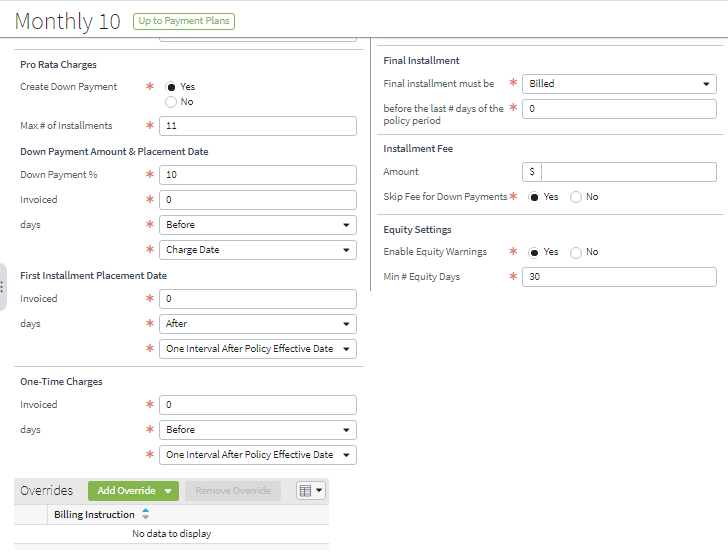 Monthly 10 Up to Payment Plans
Pro Rata Charges
Create Down Payment * Yes
No
Max # of Installments * 11
Down Payment Amount & Placement Date
Down Payment % * 10
Invoiced * 0
days * Before
* Charge Date
First Installment Placement Date
Invoiced * 0
days * After
* One Interval After Policy Effective Date
One-Time Charges
Invoiced * 0
days * Before
* One Interval After Policy Effective Date
Overrides Add Override Remove Override
Billing Instruction
No data to display
Final Installment
Final installment must be * Billed
before the last # days of the * 0
policy period
Installment Fee
Amount $
Skip Fee for Down Payments * Yes No
Equity Settings
Enable Equity Warnings * Yes No
Min # Equity Days * 30